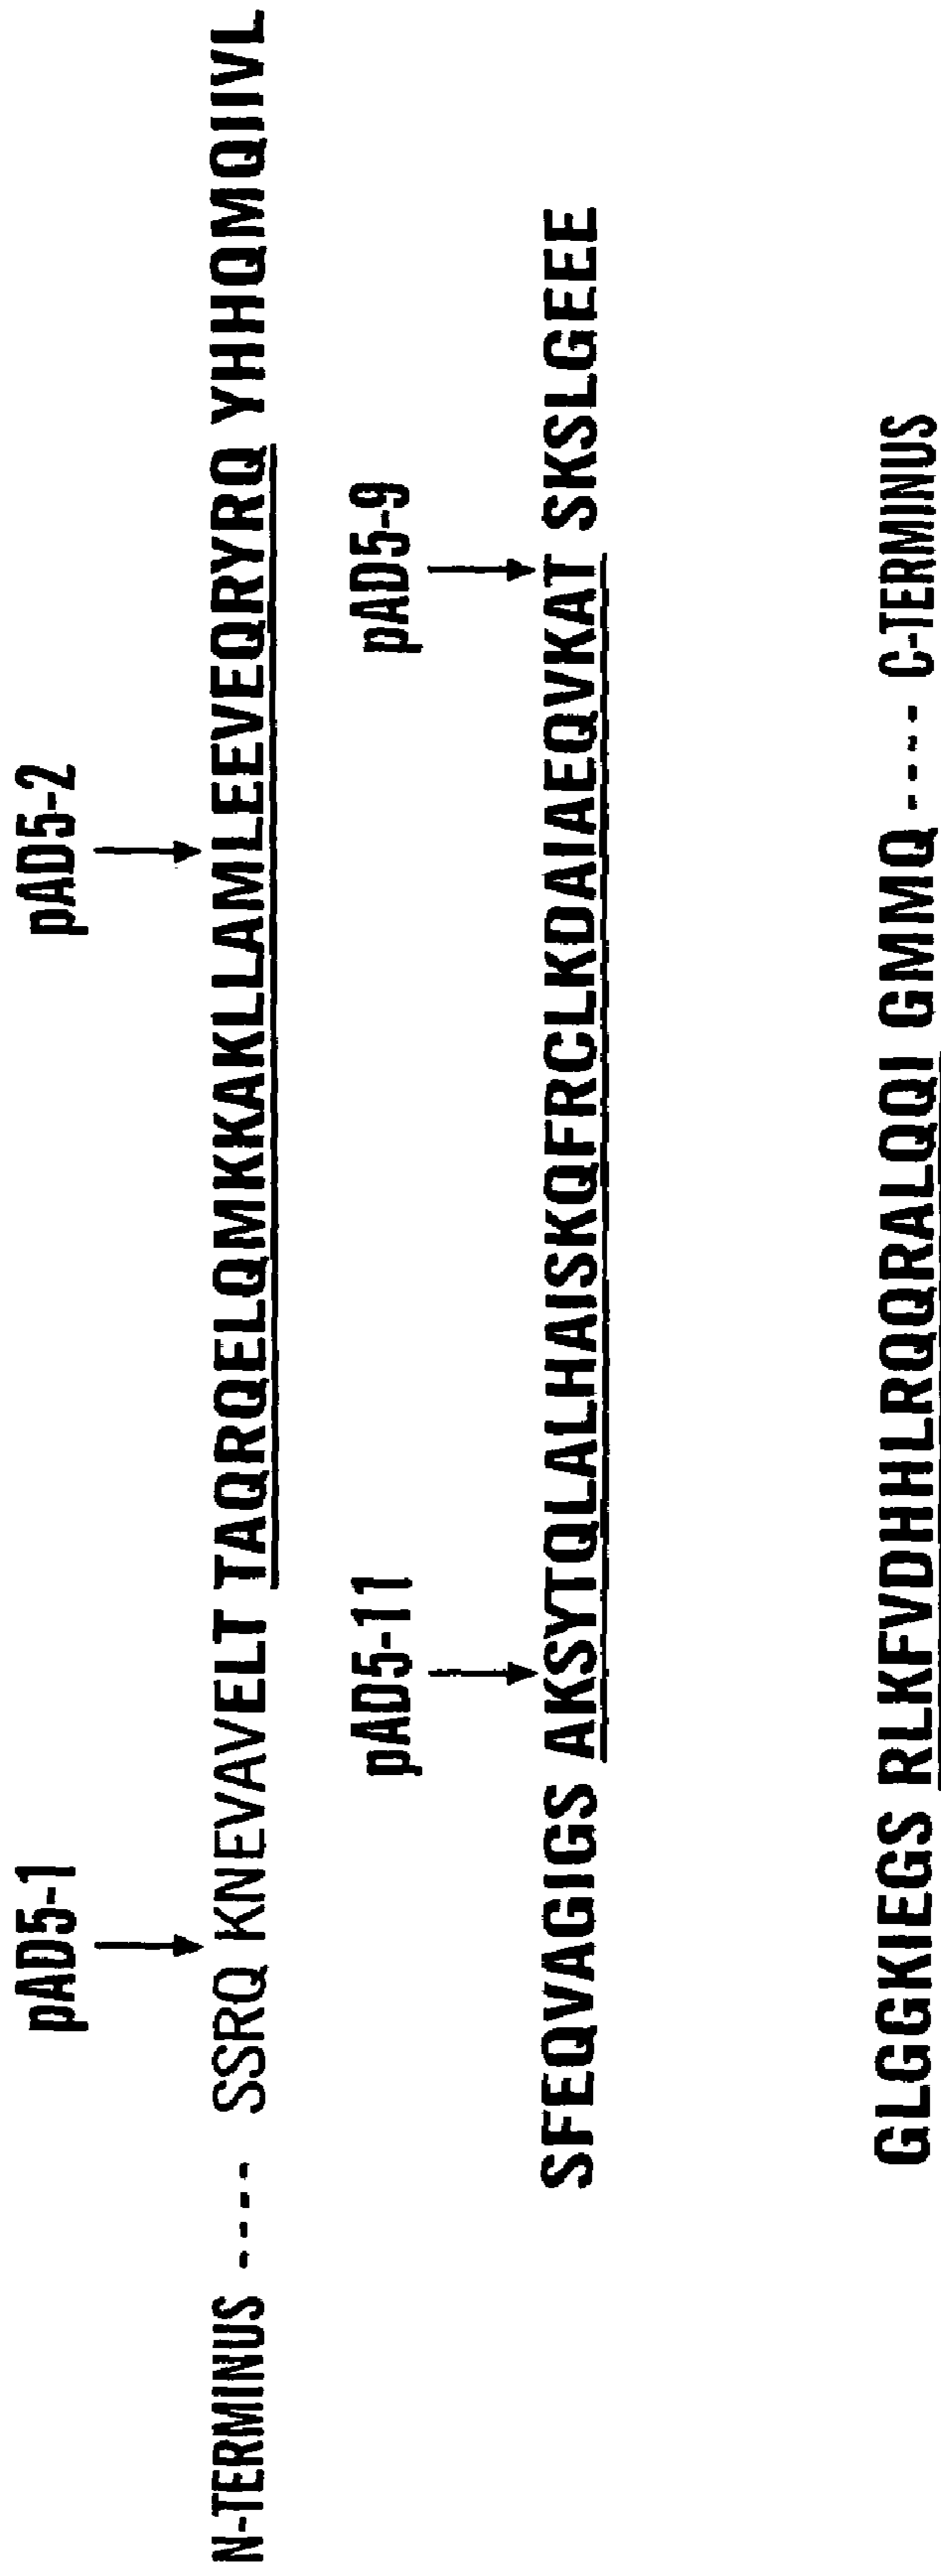 pAD5-1 pAD5-2
N-TERMINUS ---- SSRQ KNEVAVELT TAQRQELQMKKAKLLAMLEEVEQRYRQ YHHQMQIIVL
pAD5-11 pAD5-9
SFEQVAGIGS AKSYTQLALHAISKQFRCLKDAIAEQVKAT SKSLGEEE
GLGGKIEGS RLKFVDHHLRQQRALQQI GMMQ ---- C-TERMINUS